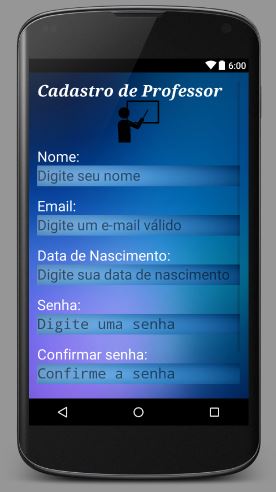 6:00
Cadastro de Professor
Nome:
Digite seu nome
Email:
Digite um e-mail válido
Data de Nascimento:
Digite sua data de nascimento
Senha:
Digite uma senha
Confirmar senha:
Confirme a senha